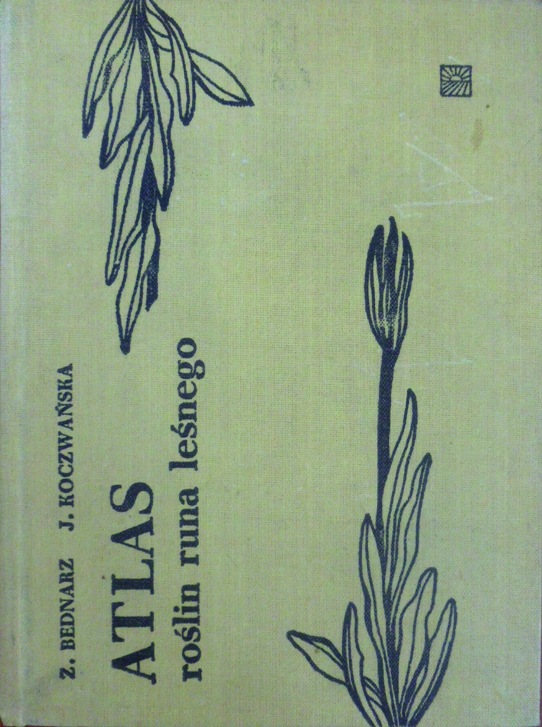 Z. BEDNARZ J. KOCZWAŃSKA
ATLAS
roślin runa leśnego